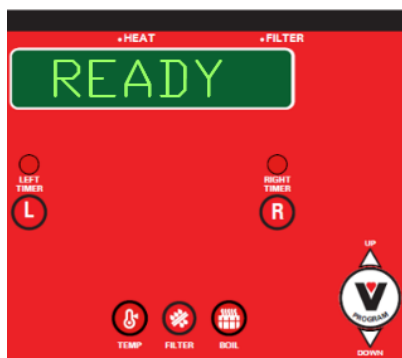 •HEAT •FILTER
READY
LEFT TIMER
RIGHT TIMER
L
R
UP
V
PROGRAM
DOWN
TEMP FILTER BOIL